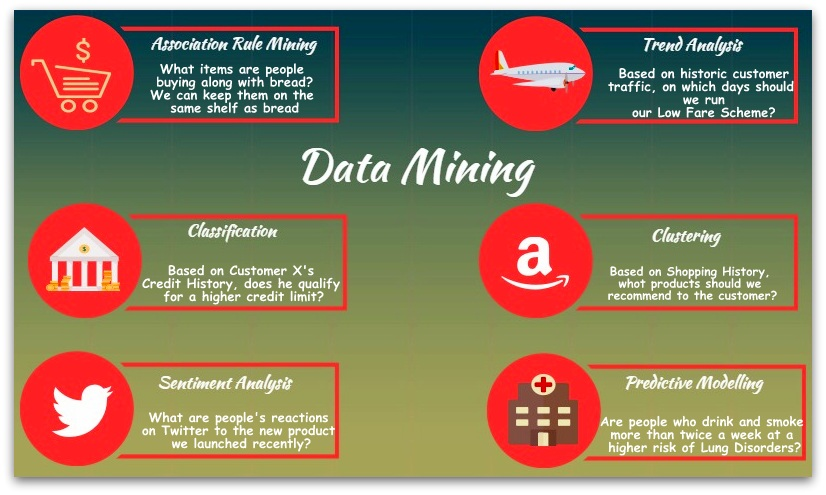 Association Rule Mining
What items are people
buying along with bread?
We can keep them on the
same shelf as bread
Trend Analysis
Based on historic customer
traffic, on which days should
we run
our Low Fare Scheme?
Data Mining
Classification
Based on Customer X's
Credit History, does he qualify
for a higher credit limit?
Clustering
Based on Shopping History,
whot products should we
recommend to the customer?
Sentiment Analysis
What are people's reactions
on Twitter to the new product
we launched recently?
Predictive Modelling
Are people who drink and smoke
more than twice a week at a
higher risk of Lung Disorders?
$
$
a